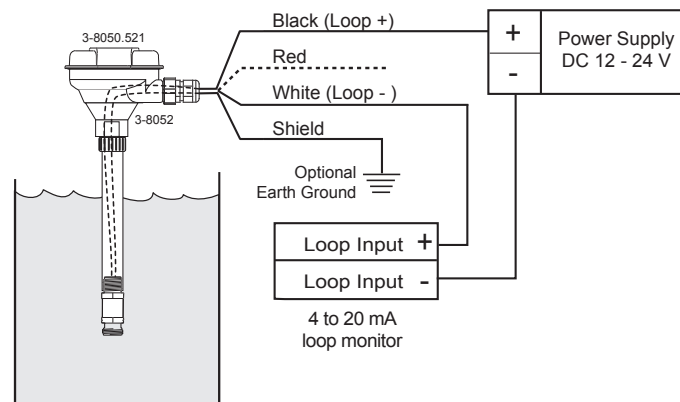 3-8050.521
3-8052
Black (Loop +)
Red
White (Loop - )
Shield
Optional
Earth Ground
+
-
Power Supply
DC 12 - 24 V
Loop Input +
Loop Input -
4 to 20 mA
loop monitor